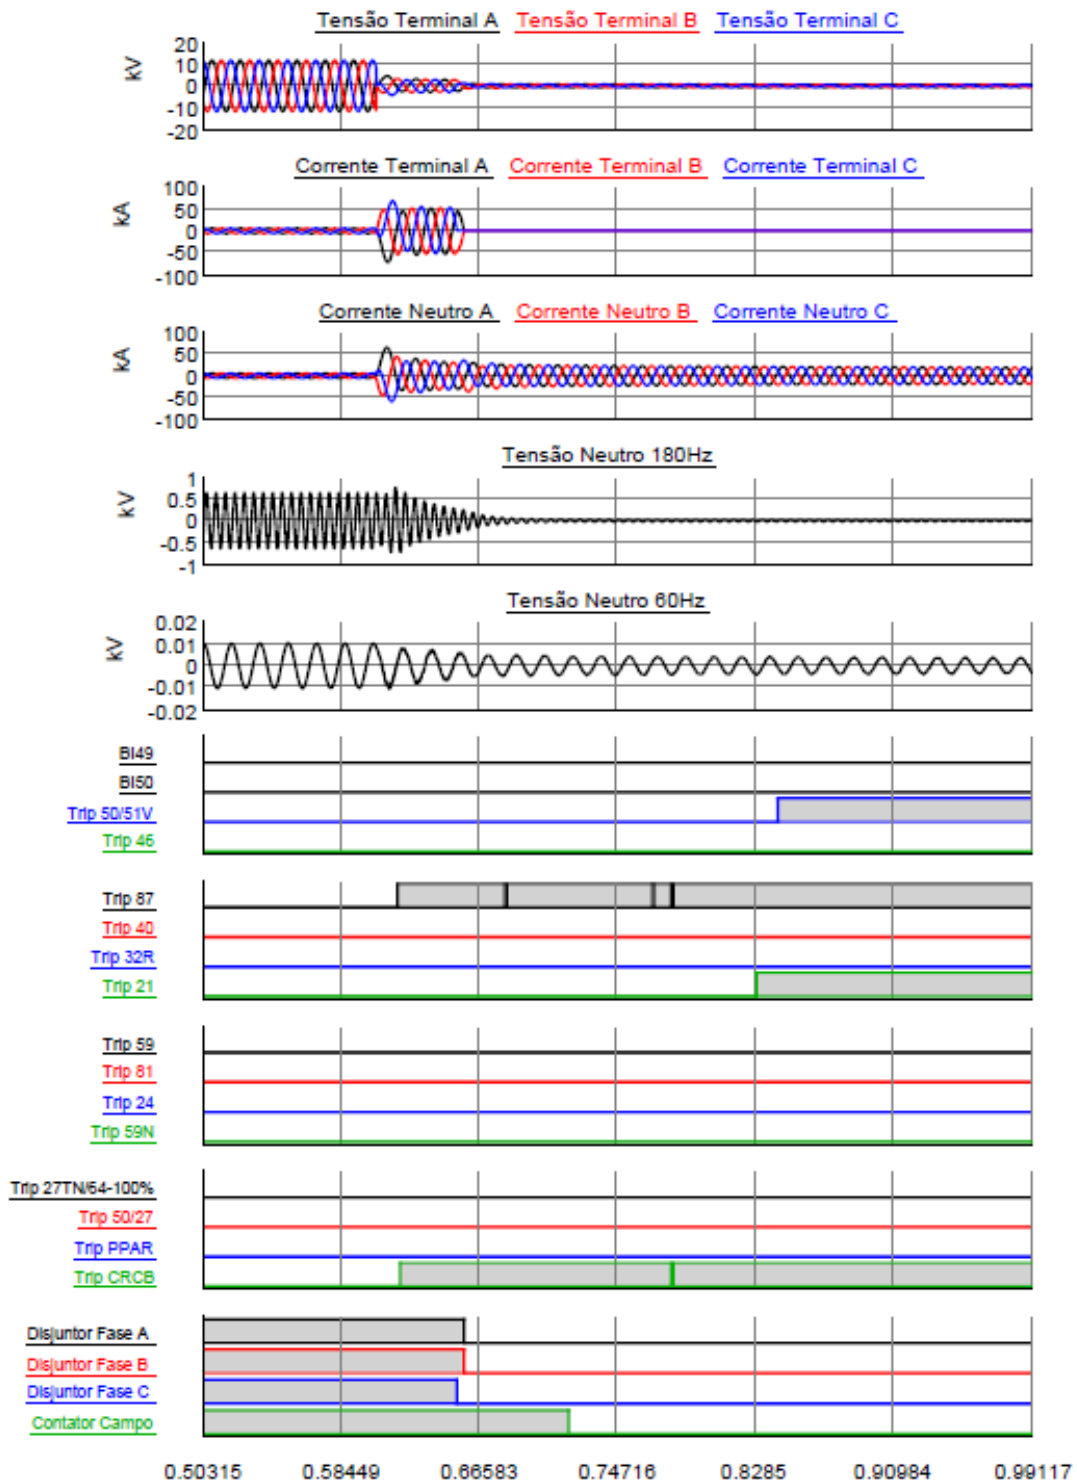 Tensão Terminal A Tensão Terminal B Tensão Terminal C
20
10
0
-10
-20
kV
Corrente Terminal A Corrente Terminal B Corrente Terminal C
100
50
0
-50
-100
kA
Corrente Neutro A Corrente Neutro B Corrente Neutro C
100
50
0
-50
-100
kA
Tensão Neutro 180Hz
1
0.5
0
-0.5
-1
kV
Tensão Neutro 60Hz
0.02
0.01
0
-0.01
-0.02
kV
BI49
BI50
Trip 50/51V
Trip 46
Trip 87
Trip 40
Trip 32R
Trip 21
Trip 59
Trip 81
Trip 24
Trip 59N
Trip 27TN/64-100%
Trip 50/27
Trip PPAR
Trip CRCB
Disjuntor Fase A
Disjuntor Fase B
Disjuntor Fase C
Contator Campo
0.50315 0.58449 0.66583 0.74716 0.8285 0.90984 0.99117